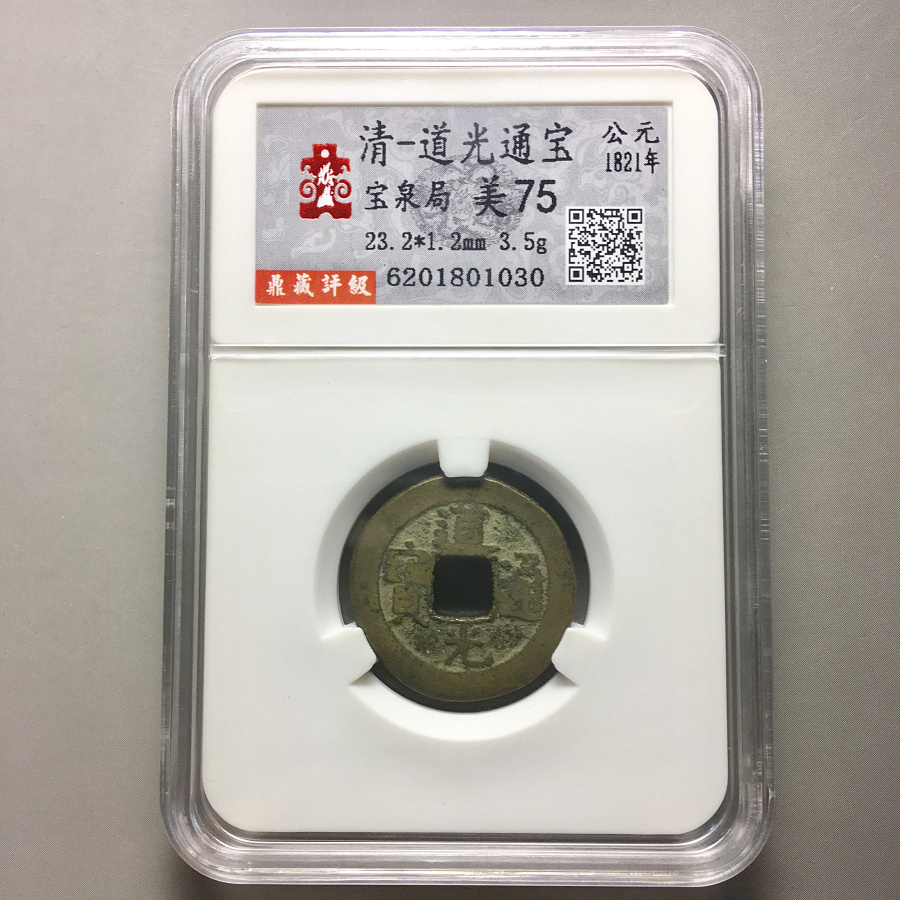 清-道光通宝
公元
1821年
宝泉局 美75
23.2*1.2mm 3.5g
鼎藏評級
6201801030
道光通寶